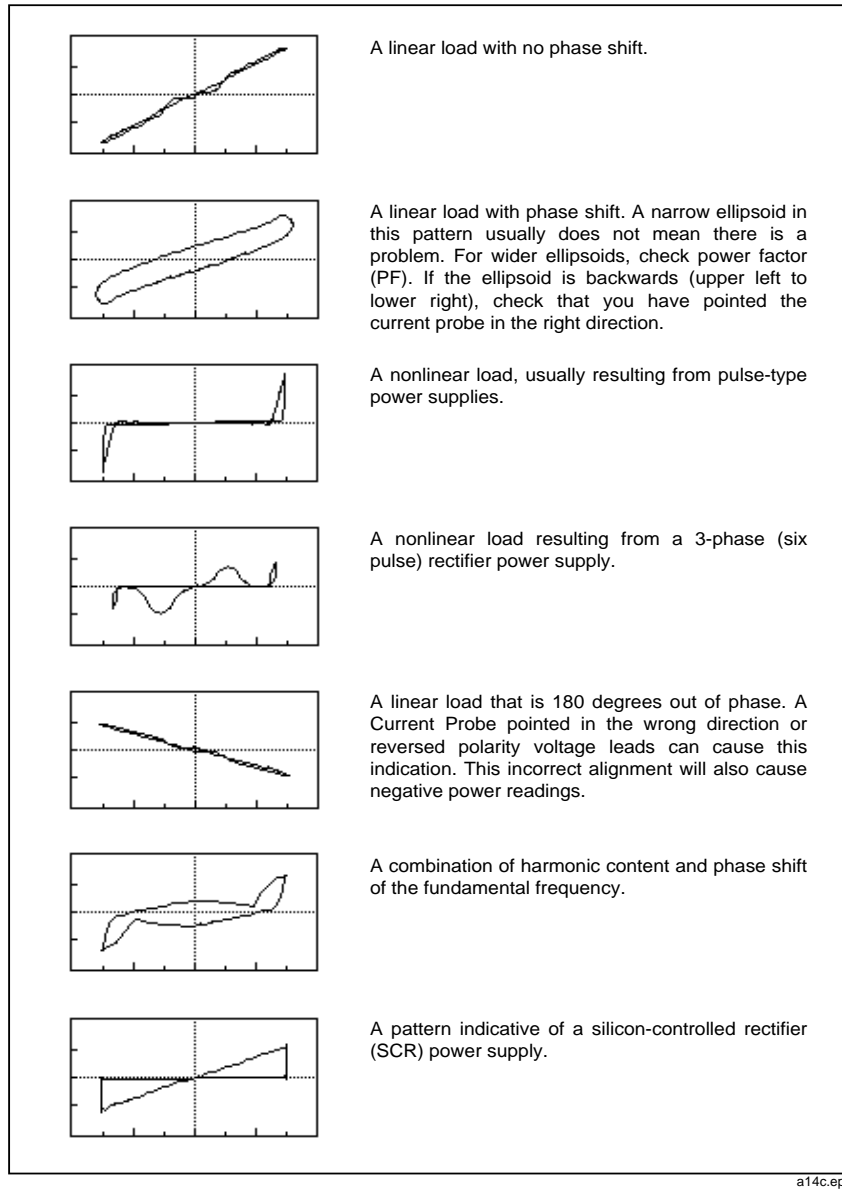 A linear load with no phase shift.
A linear load with phase shift. A narrow ellipsoid in
this pattern usually does not mean there is a
problem. For wider ellipsoids, check power factor
(PF). If the ellipsoid is backwards (upper left to
lower right), check that you have pointed the
current probe in the right direction.
A nonlinear load, usually resulting from pulse-type
power supplies.
A nonlinear load resulting from a 3-phase (six
pulse) rectifier power supply.
A linear load that is 180 degrees out of phase. A
Current Probe pointed in the wrong direction or
reversed polarity voltage leads can cause this
indication. This incorrect alignment will also cause
negative power readings.
A combination of harmonic content and phase shift
of the fundamental frequency.
A pattern indicative of a silicon-controlled rectifier
(SCR) power supply.
a14c.ep